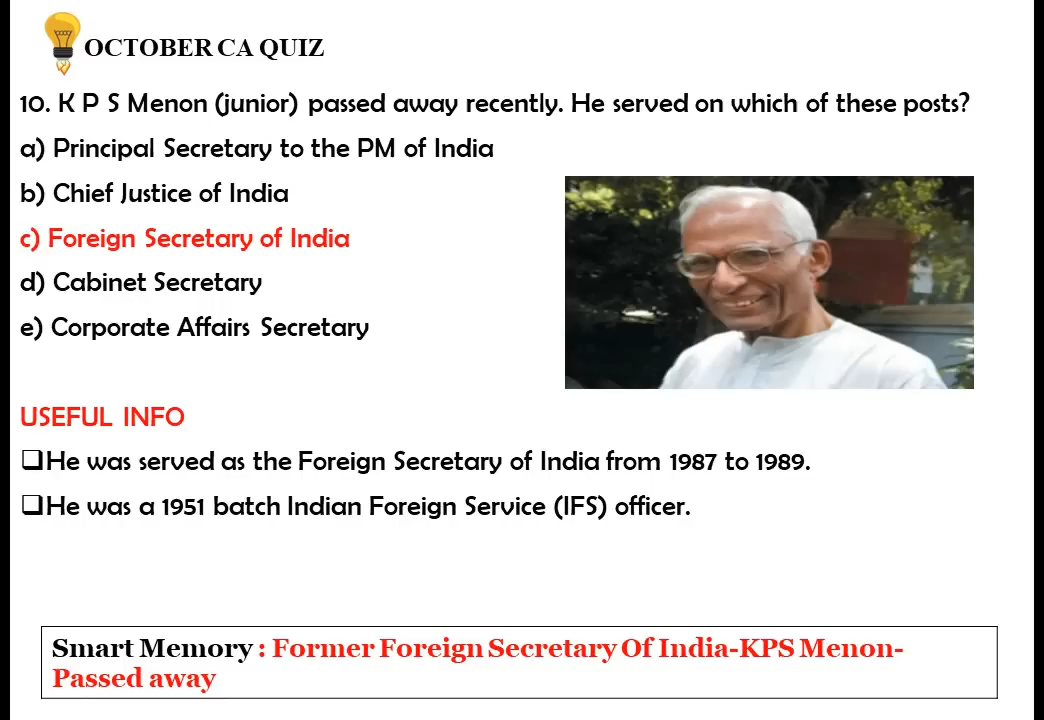 OCTOBER CA QUIZ
10. K P S Menon (junior) passed away recently. He served on which of these posts?
a) Principal Secretary to the PM of India
b) Chief Justice of India
c) Foreign Secretary of India
d) Cabinet Secretary
e) Corporate Affairs Secretary
USEFUL INFO
❑He was served as the Foreign Secretary of India from 1987 to 1989.
❑He was a 1951 batch Indian Foreign Service (IFS) officer.
Smart Memory : Former Foreign Secretary Of India-KPS Menon-
Passed away